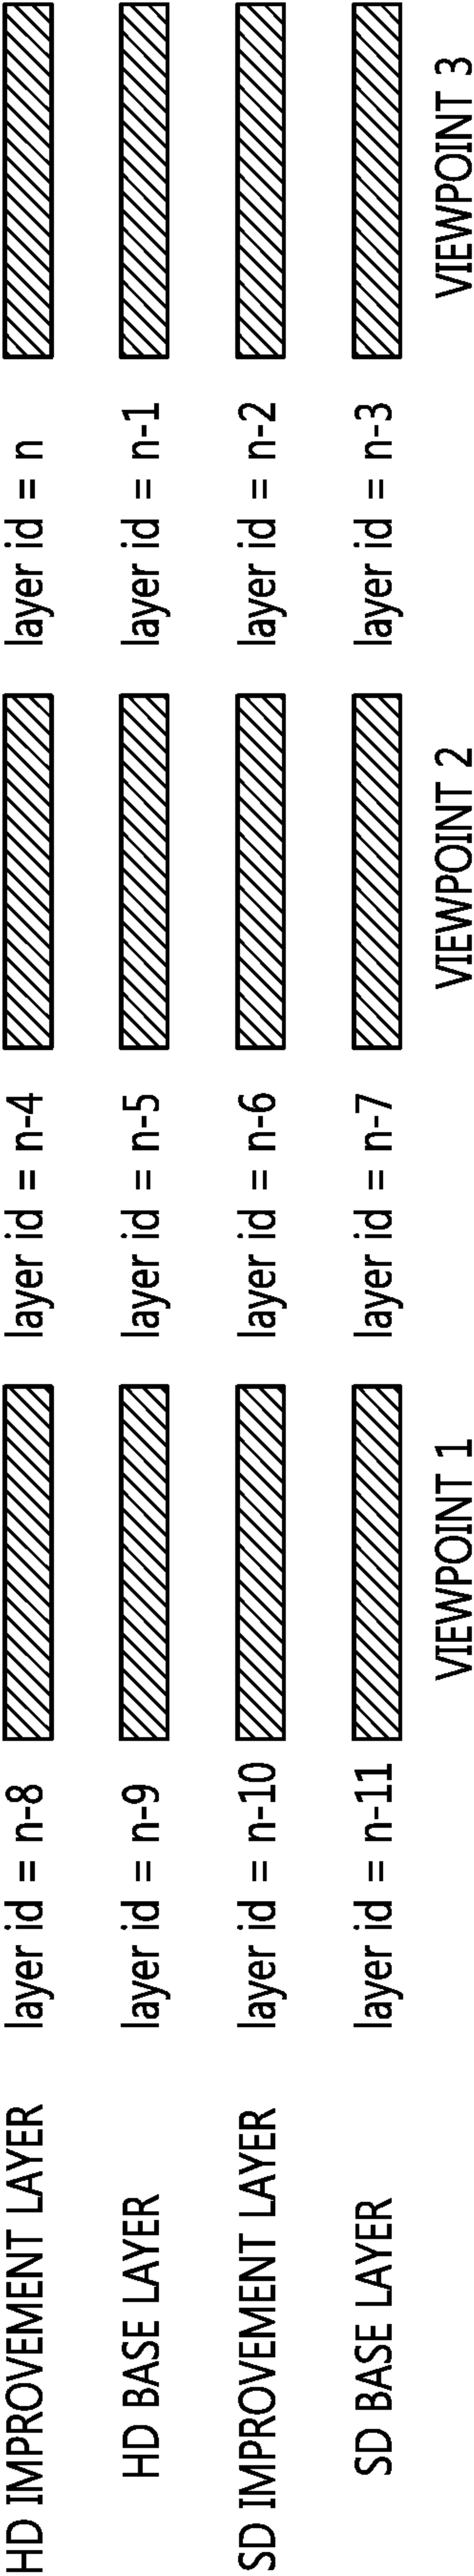 HD IMPROVEMENT LAYER layer id = n-8 layer id = n-4 layer id = n
HD BASE LAYER layer id = n-9 layer id = n-5 layer id = n-1
SD IMPROVEMENT LAYER layer id = n-10 layer id = n-6 layer id = n-2
SD BASE LAYER layer id = n-11 layer id = n-7 layer id = n-3
VIEWPOINT 1 VIEWPOINT 2 VIEWPOINT 3